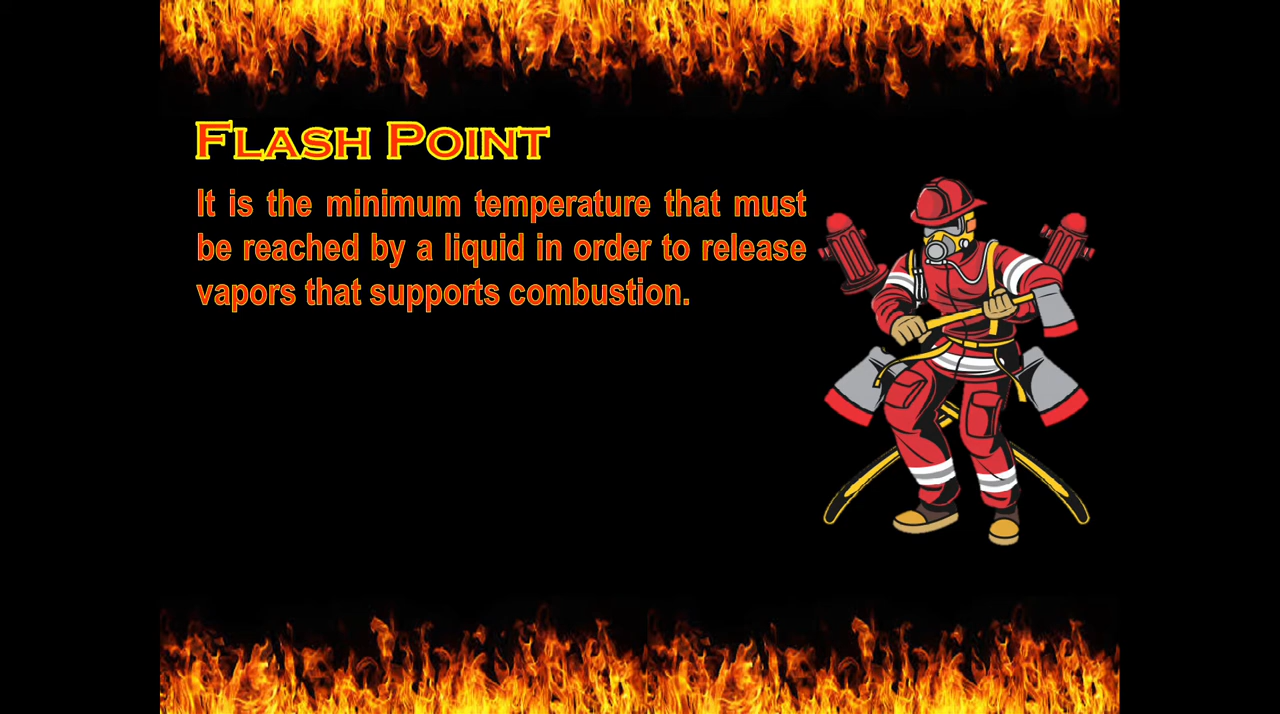 Flash Point
It is the minimum temperature that must
be reached by a liquid in order to release
vapors that supports combustion.